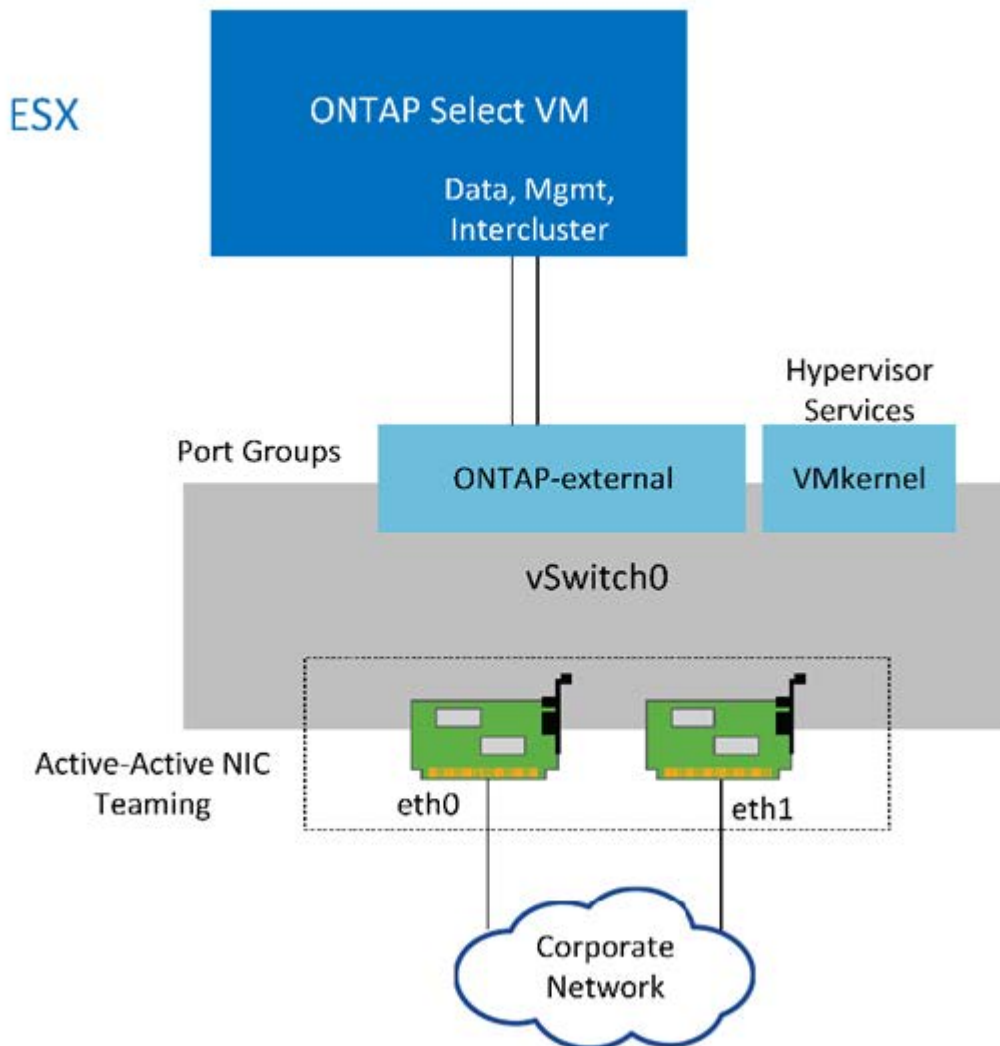 ESX
ONTAP Select VM
Data, Mgmt,
Intercluster
Hypervisor
Services
Port Groups
ONTAP-external
VMkernel
vSwitch0
Active-Active NIC
Teaming
eth0
eth1
Corporate
Network